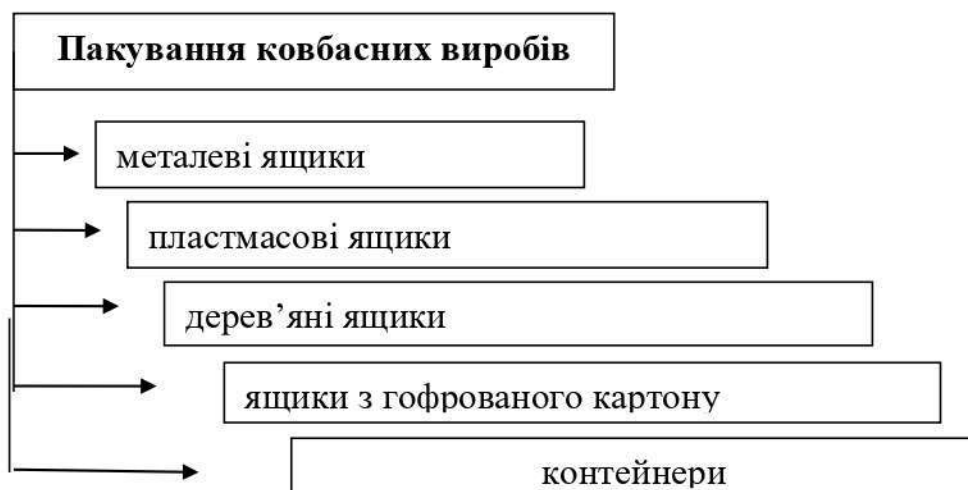 Пакування ковбасних виробів
металеві ящики
пластмасові ящики
дерев’яні ящики
ящики з гофрованого картону
контейнери